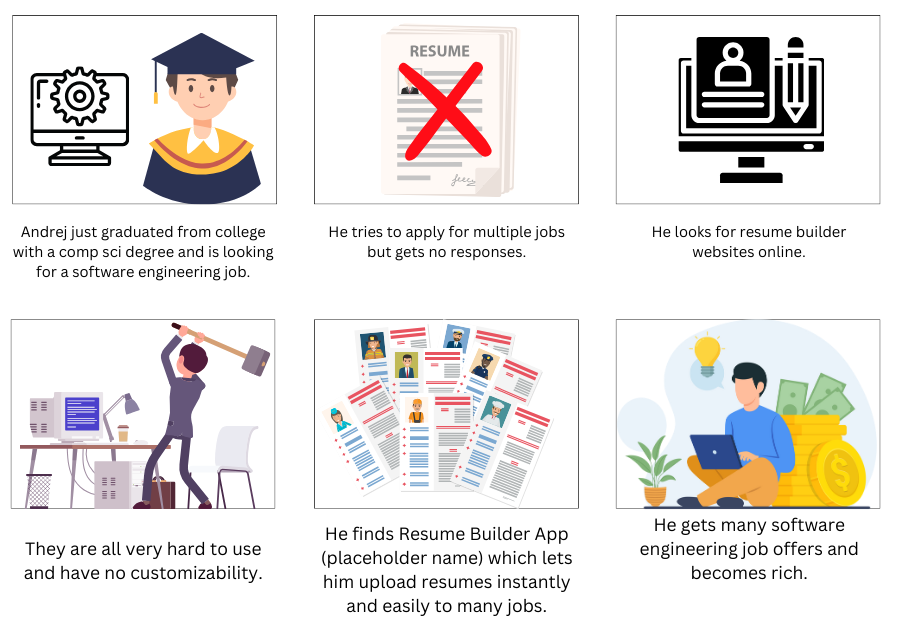 RESUME
Andrej just graduated from college
with a comp sci degree and is looking
for a software engineering job.
He tries to apply for multiple jobs
but gets no responses.
He looks for resume builder
websites online.
They are all very hard to use
and have no customizability.
He finds Resume Builder App
(placeholder name) which lets
him upload resumes instantly
and easily to many jobs.
He gets many software
engineering job offers and
becomes rich.